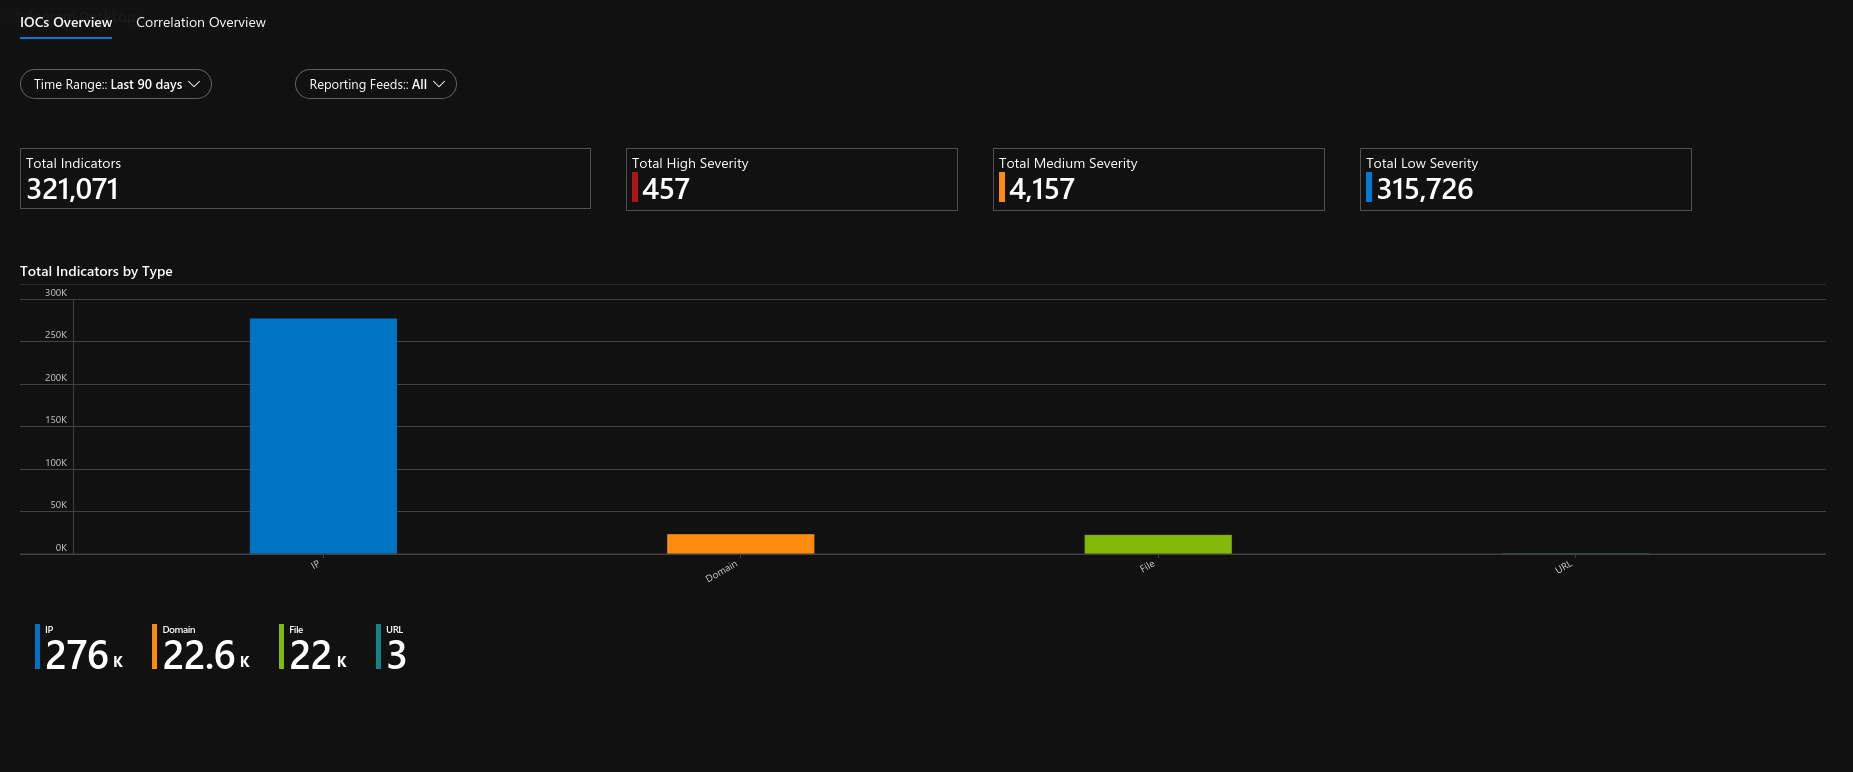 IOCs Overview Correlation Overview
Time Range:: Last 90 days Reporting Feeds:: All
Total Indicators
321,071
Total High Severity
457
Total Medium Severity
4,157
Total Low Severity
315,726
Total Indicators by Type
300K
250K
200K
150K
100K
50K
0K
IP
Domain
File
URL
IP
276 K
Domain
22.6 K
File
22 K
URL
3